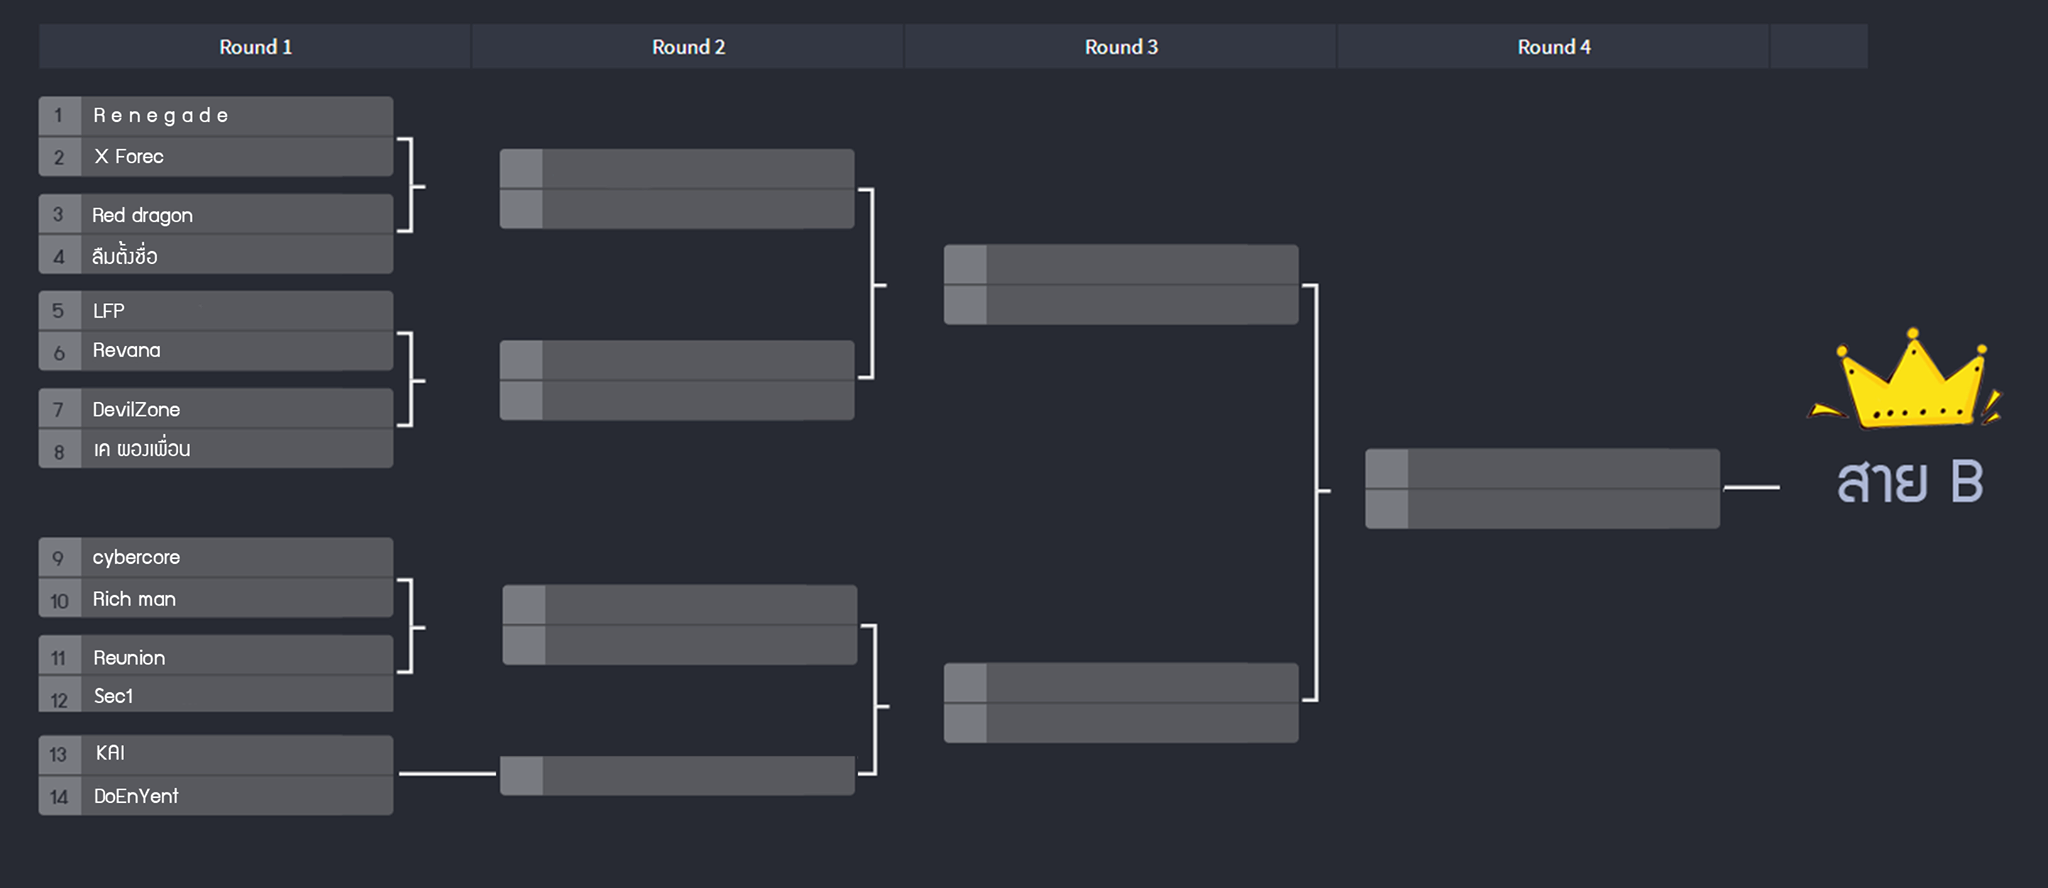 Round 1 Round 2 Round 3 Round 4
1 R e n e g a d e
2 X Forec
3 Red dragon
4 ลืมตั้งชื่อ
5 LFP
6 Revana
7 DevilZone
8 เค ผองเพื่อน
9 cybercore
10 Rich man
11 Reunion
12 Sec1
13 KAI
14 DoEnYent
สาย B